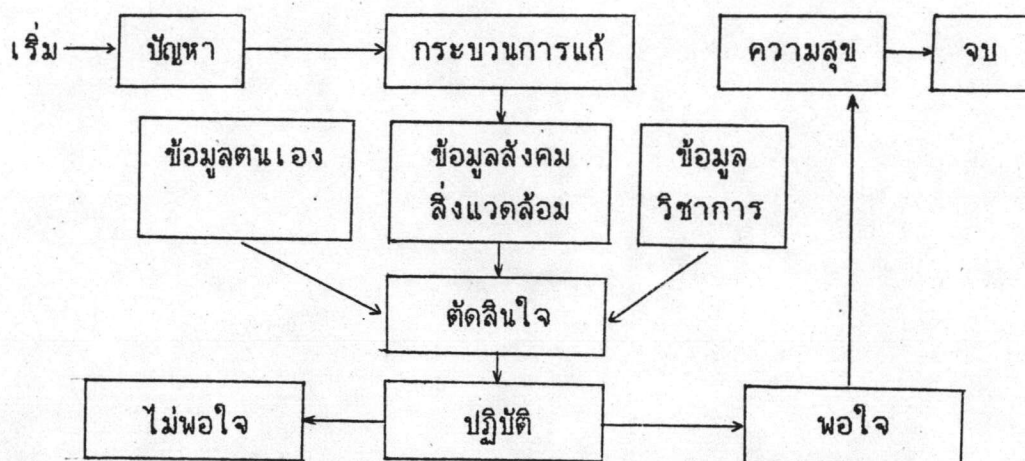 เริ่ม ปัญหา กระบวนการแก้ ความสุข จบ
ข้อมูลตนเอง ข้อมูลสังคม ข้อมูล
สิ่งแวดล้อม วิชาการ
ตัดสินใจ
ไม่พอใจ ปฏิบัติ พอใจ